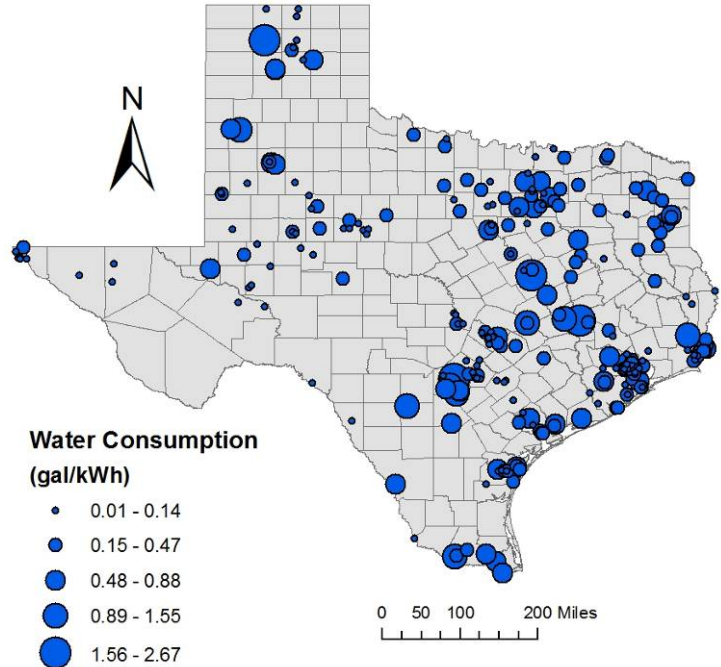 N
Water Consumption
(gal/kWh)
0.01 - 0.14
0.15 - 0.47
0.48 - 0.88
0.89 - 1.55
1.56 - 2.67
0 50 100 200 Miles